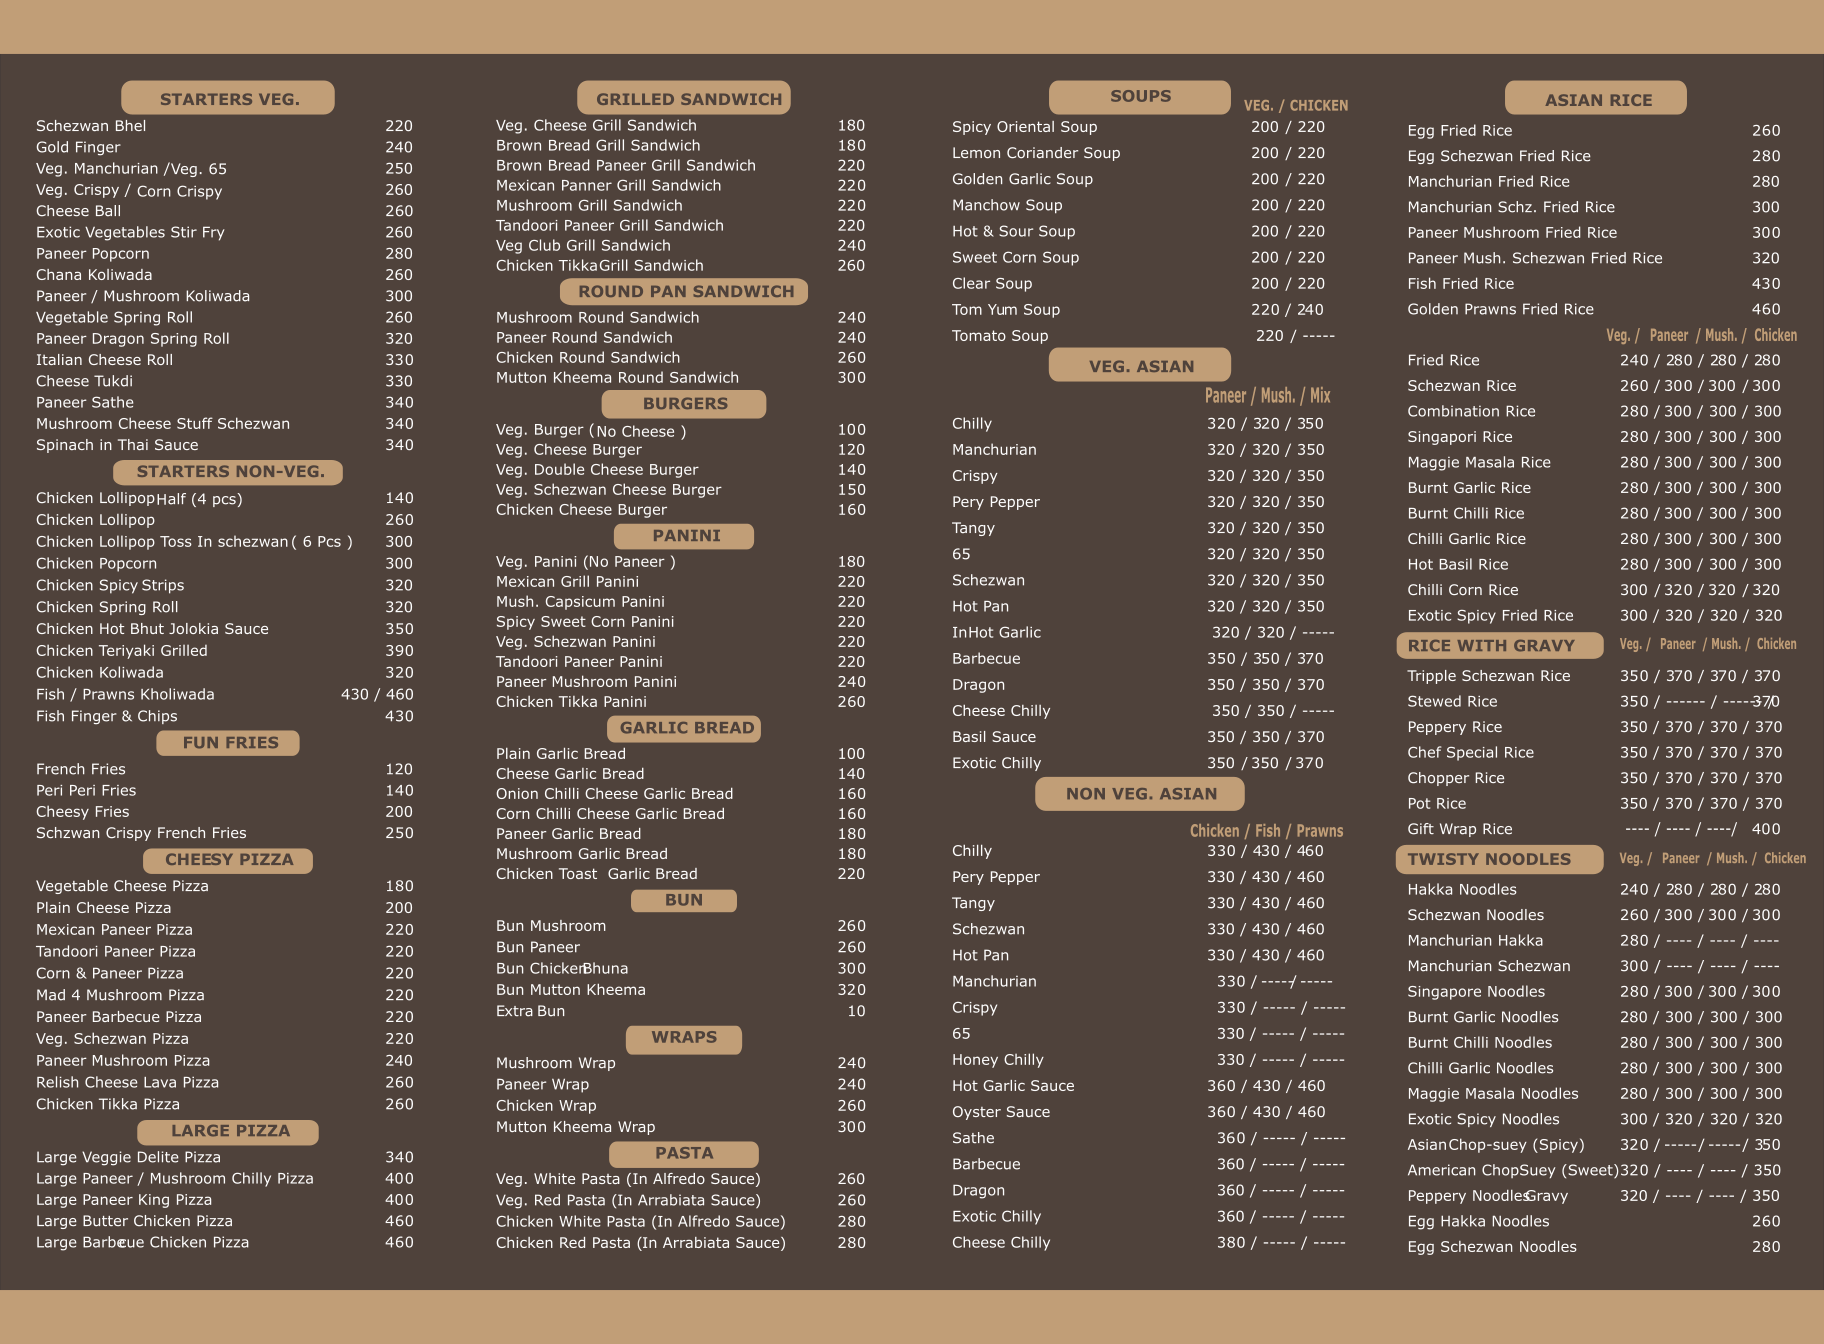 STARTERS VEG.
Schezwan Bhel 220
Gold Finger 240
Veg. Manchurian /Veg. 65 250
Veg. Crispy / Corn Crispy 260
Cheese Ball 260
Exotic Vegetables Stir Fry 260
Paneer Popcorn 280
Chana Koliwada 260
Paneer / Mushroom Koliwada 300
Vegetable Spring Roll 260
Paneer Dragon Spring Roll 320
Italian Cheese Roll 330
Cheese Tukdi 330
Paneer Sathe 340
Mushroom Cheese Stuff Schezwan 340
Spinach in Thai Sauce 340
STARTERS NON-VEG.
Chicken Lollipop Half (4 pcs) 140
Chicken Lollipop 260
Chicken Lollipop Toss In schezwan ( 6 Pcs ) 300
Chicken Popcorn 300
Chicken Spicy Strips 320
Chicken Spring Roll 320
Chicken Hot Bhut Jolokia Sauce 350
Chicken Teriyaki Grilled 390
Chicken Koliwada 320
Fish / Prawns Kholiwada 430 / 460
Fish Finger & Chips 430
FUN FRIES
French Fries 120
Peri Peri Fries 140
Cheesy Fries 200
Schzwan Crispy French Fries 250
CHEESY PIZZA
Vegetable Cheese Pizza 180
Plain Cheese Pizza 200
Mexican Paneer Pizza 220
Tandoori Paneer Pizza 220
Corn & Paneer Pizza 220
Mad 4 Mushroom Pizza 220
Paneer Barbecue Pizza 220
Veg. Schezwan Pizza 220
Paneer Mushroom Pizza 240
Relish Cheese Lava Pizza 260
Chicken Tikka Pizza 260
LARGE PIZZA
Large Veggie Delite Pizza 340
Large Paneer / Mushroom Chilly Pizza 400
Large Paneer King Pizza 400
Large Butter Chicken Pizza 460
Large Barbecue Chicken Pizza 460
GRILLED SANDWICH
Veg. Cheese Grill Sandwich 180
Brown Bread Grill Sandwich 180
Brown Bread Paneer Grill Sandwich 220
Mexican Panner Grill Sandwich 220
Mushroom Grill Sandwich 220
Tandoori Paneer Grill Sandwich 220
Veg Club Grill Sandwich 240
Chicken Tikka Grill Sandwich 260
ROUND PAN SANDWICH
Mushroom Round Sandwich 240
Paneer Round Sandwich 240
Chicken Round Sandwich 260
Mutton Kheema Round Sandwich 300
BURGERS
Veg. Burger ( No Cheese ) 100
Veg. Cheese Burger 120
Veg. Double Cheese Burger 140
Veg. Schezwan Cheese Burger 150
Chicken Cheese Burger 160
PANINI
Veg. Panini (No Paneer ) 180
Mexican Grill Panini 220
Mush. Capsicum Panini 220
Spicy Sweet Corn Panini 220
Veg. Schezwan Panini 220
Tandoori Paneer Panini 220
Paneer Mushroom Panini 240
Chicken Tikka Panini 260
GARLIC BREAD
Plain Garlic Bread 100
Cheese Garlic Bread 140
Onion Chilli Cheese Garlic Bread 160
Corn Chilli Cheese Garlic Bread 160
Paneer Garlic Bread 180
Mushroom Garlic Bread 180
Chicken Toast Garlic Bread 220
BUN
Bun Mushroom 260
Bun Paneer 260
Bun Chicken Bhuna 300
Bun Mutton Kheema 320
Extra Bun 10
WRAPS
Mushroom Wrap 240
Paneer Wrap 240
Chicken Wrap 260
Mutton Kheema Wrap 300
PASTA
Veg. White Pasta (In Alfredo Sauce) 260
Veg. Red Pasta (In Arrabiata Sauce) 260
Chicken White Pasta (In Alfredo Sauce) 280
Chicken Red Pasta (In Arrabiata Sauce) 280
SOUPS
VEG. / CHICKEN
Spicy Oriental Soup 200 / 220
Lemon Coriander Soup 200 / 220
Golden Garlic Soup 200 / 220
Manchow Soup 200 / 220
Hot & Sour Soup 200 / 220
Sweet Corn Soup 200 / 220
Clear Soup 200 / 220
Tom Yum Soup 220 / 240
Tomato Soup 220 / -----
VEG. ASIAN
Paneer / Mush. / Mix
Chilly 320 / 320 / 350
Manchurian 320 / 320 / 350
Crispy 320 / 320 / 350
Pery Pepper 320 / 320 / 350
Tangy 320 / 320 / 350
65 320 / 320 / 350
Schezwan 320 / 320 / 350
Hot Pan 320 / 320 / 350
InHot Garlic 320 / 320 / -----
Barbecue 350 / 350 / 370
Dragon 350 / 350 / 370
Cheese Chilly 350 / 350 / -----
Basil Sauce 350 / 350 / 370
Exotic Chilly 350 / 350 / 370
NON VEG. ASIAN
Chicken / Fish / Prawns
Chilly 330 / 430 / 460
Pery Pepper 330 / 430 / 460
Tangy 330 / 430 / 460
Schezwan 330 / 430 / 460
Hot Pan 330 / 430 / 460
Manchurian 330 / -----/ -----
Crispy 330 / ----- / -----
65 330 / ----- / -----
Honey Chilly 330 / ----- / -----
Hot Garlic Sauce 360 / 430 / 460
Oyster Sauce 360 / 430 / 460
Sathe 360 / ----- / -----
Barbecue 360 / ----- / -----
Dragon 360 / ----- / -----
Exotic Chilly 360 / ----- / -----
Cheese Chilly 380 / ----- / -----
ASIAN RICE
Egg Fried Rice 260
Egg Schezwan Fried Rice 280
Manchurian Fried Rice 280
Manchurian Schz. Fried Rice 300
Paneer Mushroom Fried Rice 300
Paneer Mush. Schezwan Fried Rice 320
Fish Fried Rice 430
Golden Prawns Fried Rice 460
Veg. / Paneer / Mush. / Chicken
Fried Rice 240 / 280 / 280 / 280
Schezwan Rice 260 / 300 / 300 / 300
Combination Rice 280 / 300 / 300 / 300
Singapori Rice 280 / 300 / 300 / 300
Maggie Masala Rice 280 / 300 / 300 / 300
Burnt Garlic Rice 280 / 300 / 300 / 300
Burnt Chilli Rice 280 / 300 / 300 / 300
Chilli Garlic Rice 280 / 300 / 300 / 300
Hot Basil Rice 280 / 300 / 300 / 300
Chilli Corn Rice 300 / 320 / 320 / 320
Exotic Spicy Fried Rice 300 / 320 / 320 / 320
RICE WITH GRAVY Veg. / Paneer / Mush. / Chicken
Tripple Schezwan Rice 350 / 370 / 370 / 370
Stewed Rice 350 / ------ / ------/ 370
Peppery Rice 350 / 370 / 370 / 370
Chef Special Rice 350 / 370 / 370 / 370
Chopper Rice 350 / 370 / 370 / 370
Pot Rice 350 / 370 / 370 / 370
Gift Wrap Rice ---- / ---- / ----/ 400
TWISTY NOODLES Veg. / Paneer / Mush. / Chicken
Hakka Noodles 240 / 280 / 280 / 280
Schezwan Noodles 260 / 300 / 300 / 300
Manchurian Hakka 280 / ---- / ---- / ----
Manchurian Schezwan 300 / ---- / ---- / ----
Singapore Noodles 280 / 300 / 300 / 300
Burnt Garlic Noodles 280 / 300 / 300 / 300
Burnt Chilli Noodles 280 / 300 / 300 / 300
Chilli Garlic Noodles 280 / 300 / 300 / 300
Maggie Masala Noodles 280 / 300 / 300 / 300
Exotic Spicy Noodles 300 / 320 / 320 / 320
Asian Chop-suey (Spicy) 320 / -----/ -----/ 350
American ChopSuey (Sweet) 320 / ---- / ---- / 350
Peppery Noodles Gravy 320 / ---- / ---- / 350
Egg Hakka Noodles 260
Egg Schezwan Noodles 280